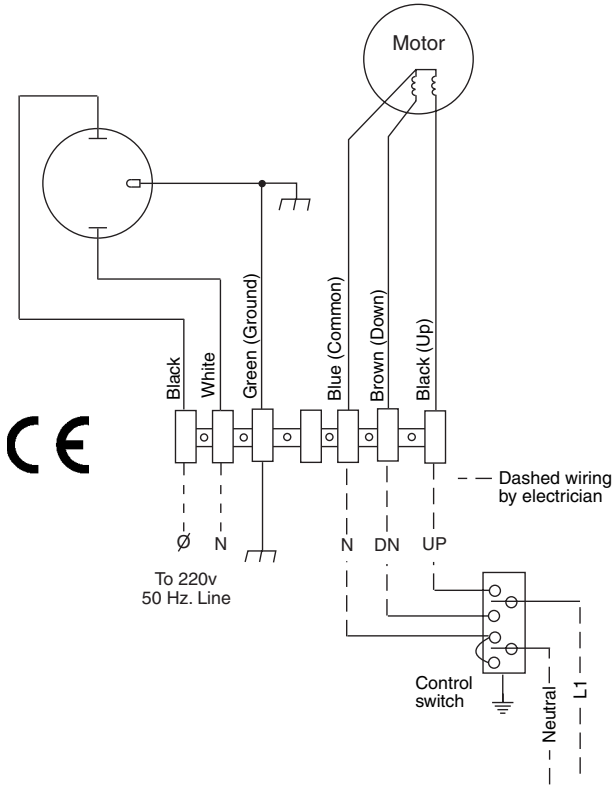 Motor
Black
White
Green (Ground)
Blue (Common)
Brown (Down)
Black (Up)
CE
Dashed wiring
by electrician
Ø
N
N
DN
UP
To 220v
50 Hz. Line
Control
switch
Neutral
L1